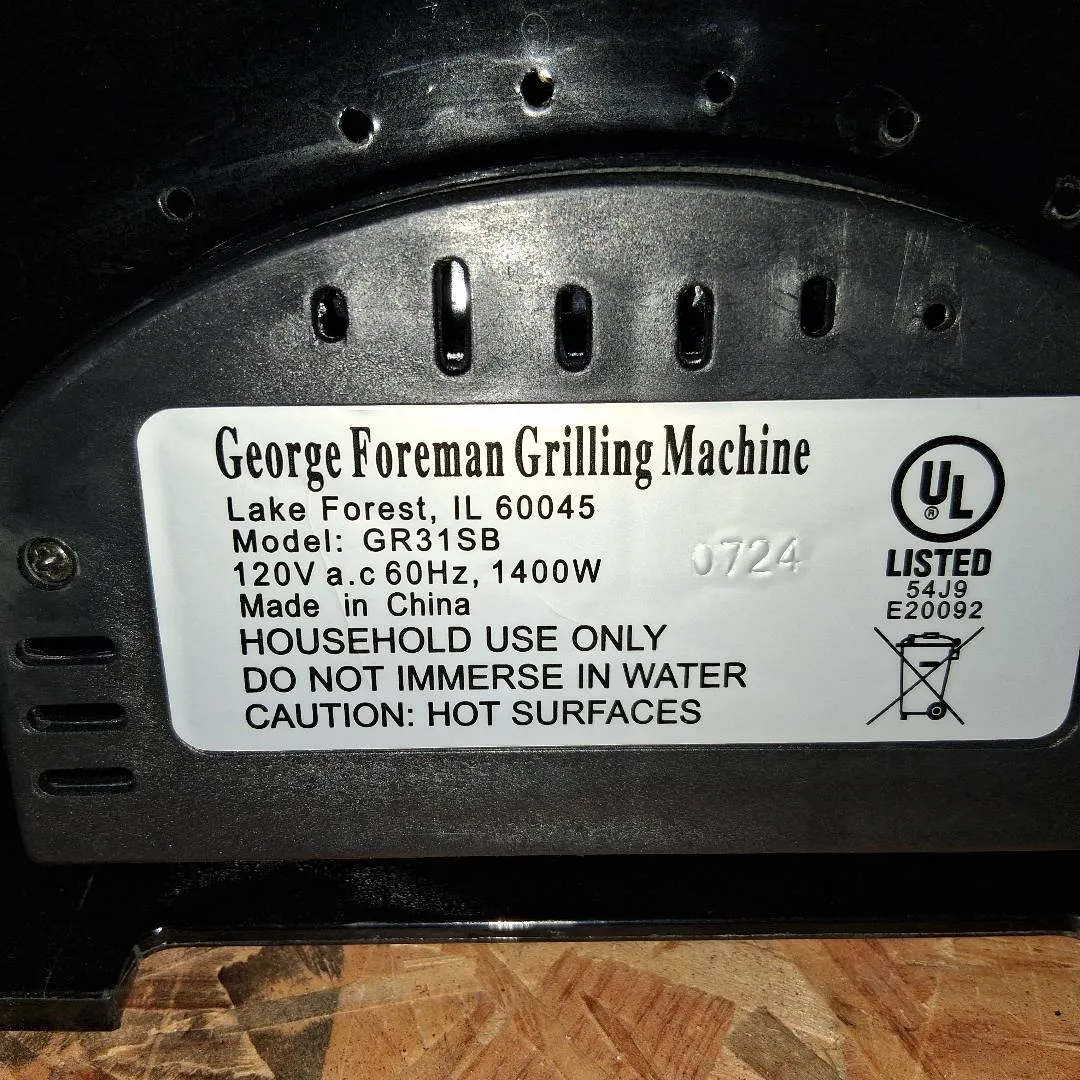 George Foreman Grilling Machine
Lake Forest, IL 60045
Model: GR31SB
120V a.c 60Hz, 1400W
Made in China
HOUSEHOLD USE ONLY
DO NOT IMMERSE IN WATER
CAUTION: HOT SURFACES
0724
UL
®
LISTED
54J9
E20092